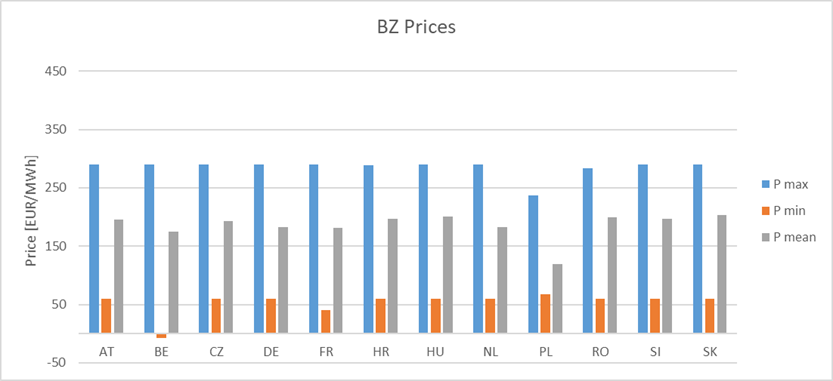 BZ Prices
450
350
250
150
50
-50
Price [EUR/MWh]
AT BE CZ DE FR HR HU NL PL RO SI SK
P max
P min
P mean